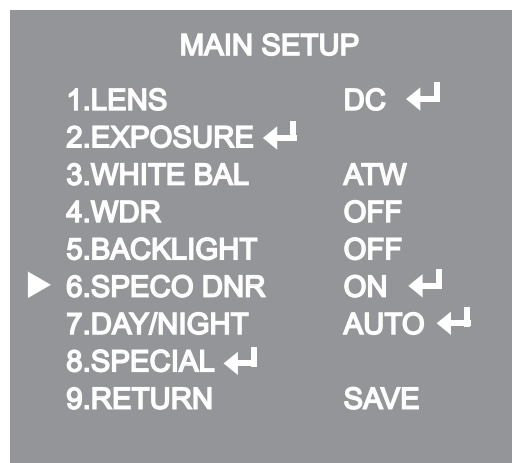 MAIN SETUP
1.LENS DC ↵
2.EXPOSURE ↵
3.WHITE BAL ATW
4.WDR OFF
5.BACKLIGHT OFF
▶ 6.SPECO DNR ON ↵
7.DAY/NIGHT AUTO ↵
8.SPECIAL ↵
9.RETURN SAVE